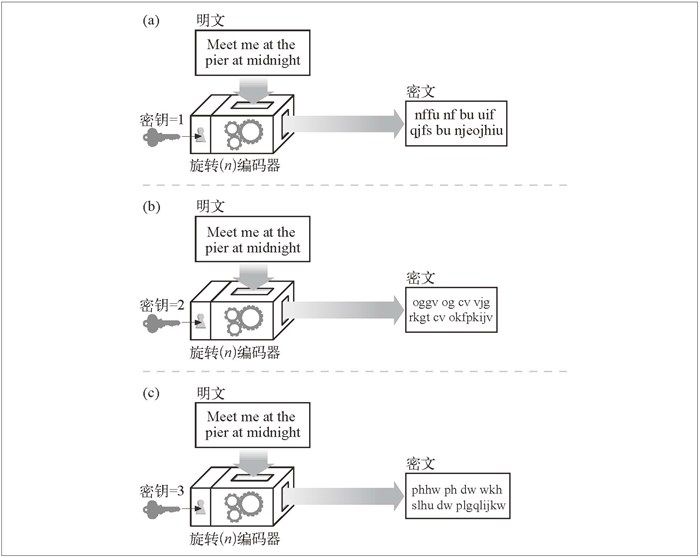 (a)
明文
Meet me at the
pier at midnight
密钥=1
旋转(n)编码器
密文
nffu nf bu uif
qjfs bu njeojhiu
(b)
明文
Meet me at the
pier at midnight
密钥=2
旋转(n)编码器
密文
oggv og cv vjg
rkgt cv okfpkijv
(c)
明文
Meet me at the
pier at midnight
密钥=3
旋转(n)编码器
密文
phhw ph dw wkh
slhu dw plgqlijkw